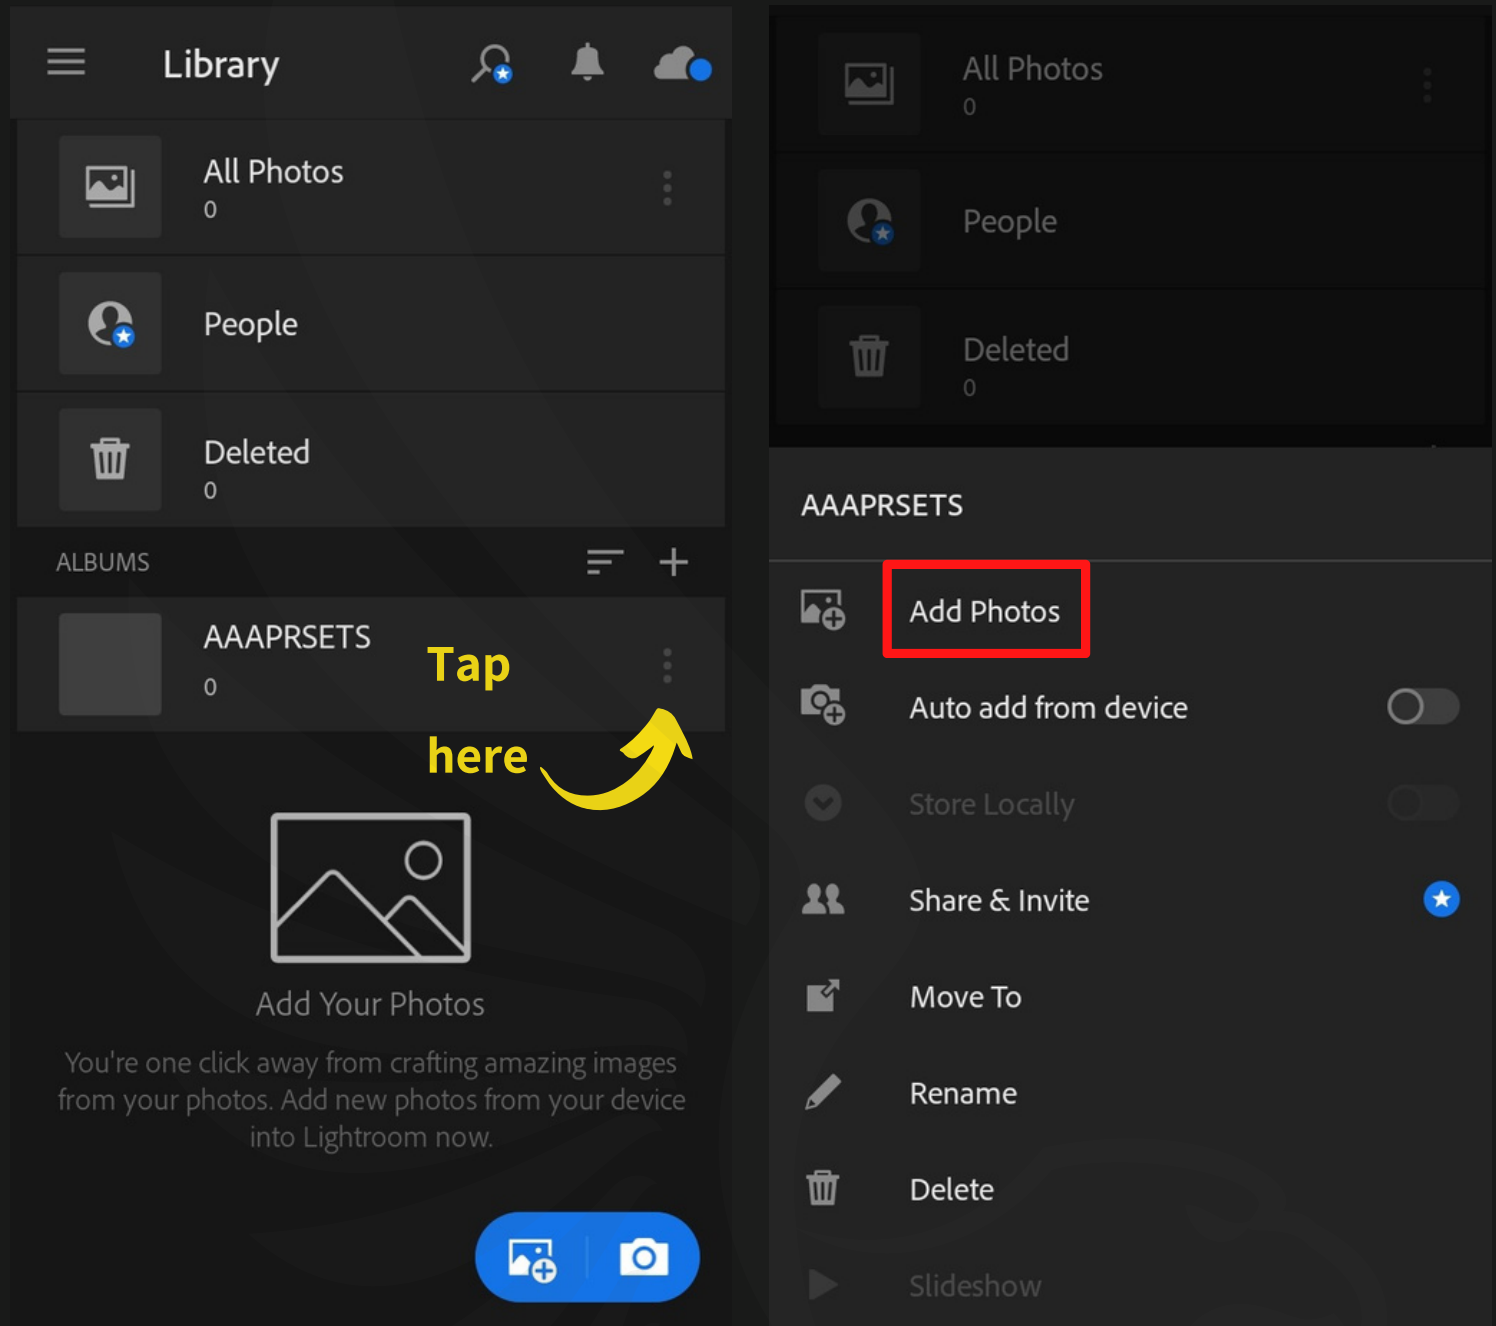 Library
All Photos
0
People
Deleted
0
ALBUMS
AAAPRSETS
0
Tap
here
Add Your Photos
You're one click away from crafting amazing images
from your photos. Add new photos from your device
into Lightroom now.
All Photos
0
People
Deleted
0
AAAPRSETS
Add Photos
Auto add from device
Store Locally
Share & Invite
Move To
Rename
Delete
Slideshow